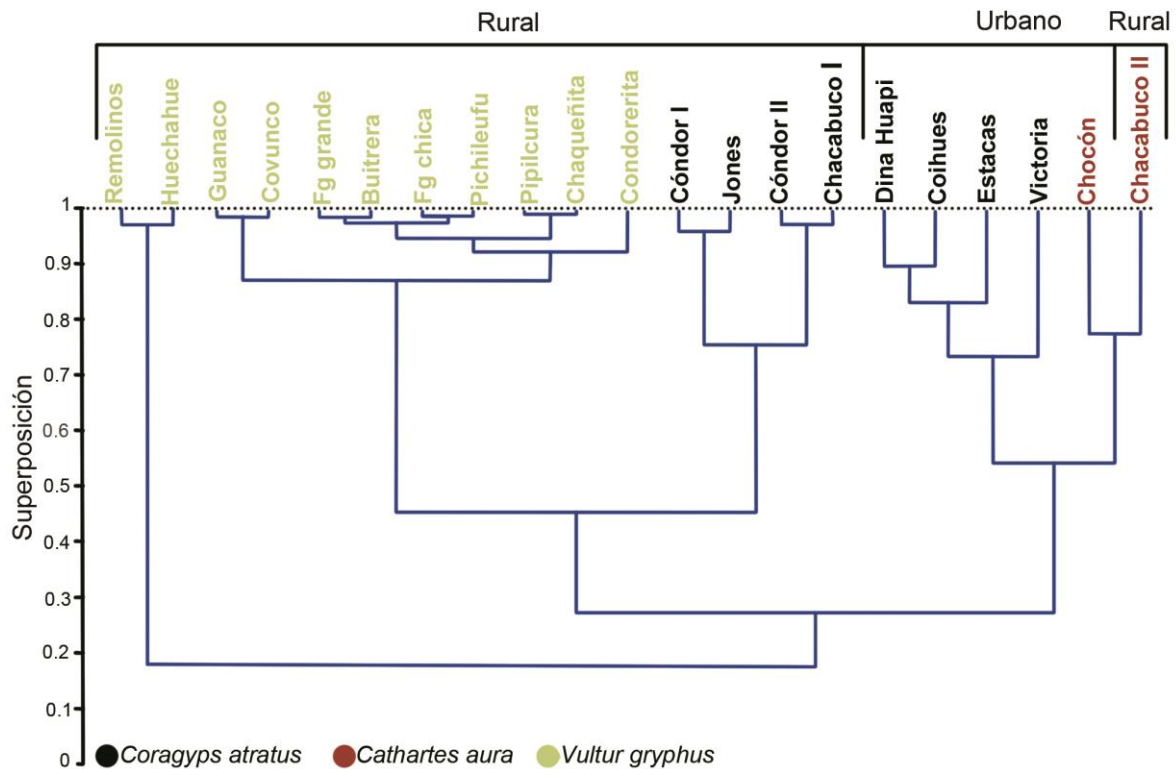 Rural
Urbano
Rural
Remolinos
Huechahue
Guanaco
Covunco
Fg grande
Buitrera
Fg chica
Pichileufu
Pipilcura
Chaqueñita
Condorerita
Cóndor I
Jones
Cóndor II
Chacabuco I
Dina Huapi
Coihues
Estacas
Victoria
Chocón
Chacabuco II
Superposición
1
0.9
0.8
0.7
0.6
0.5
0.4
0.3
0.2
0.1
0
Coragyps atratus
Cathartes aura
Vultur gryphus